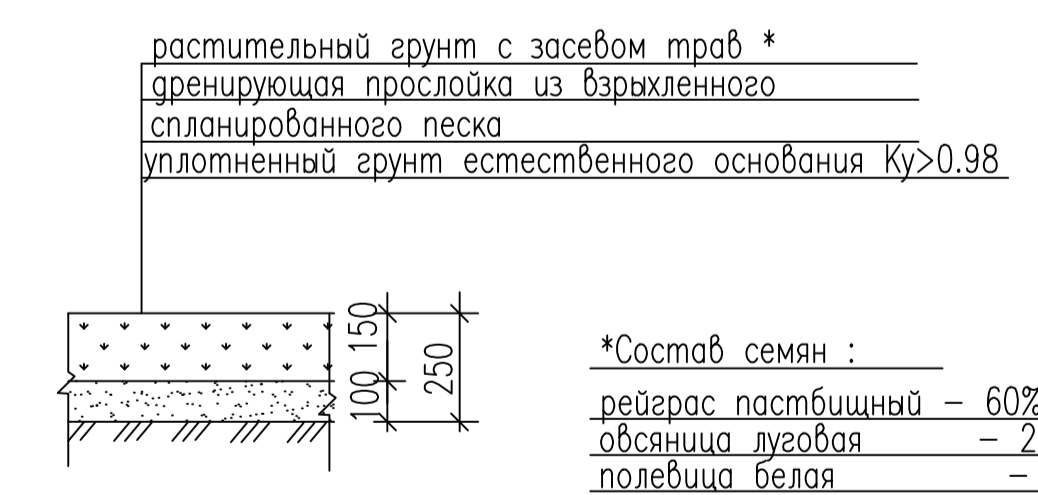 растительный грунт с засевом трав *
дренирующая прослойка из взрыхленного
спланированного песка
уплотненный грунт естественного основания Ку>0.98
150
100
250
*Состав семян :
рейграс пастбищный – 60%
овсяница луговая – 2
полевица белая –